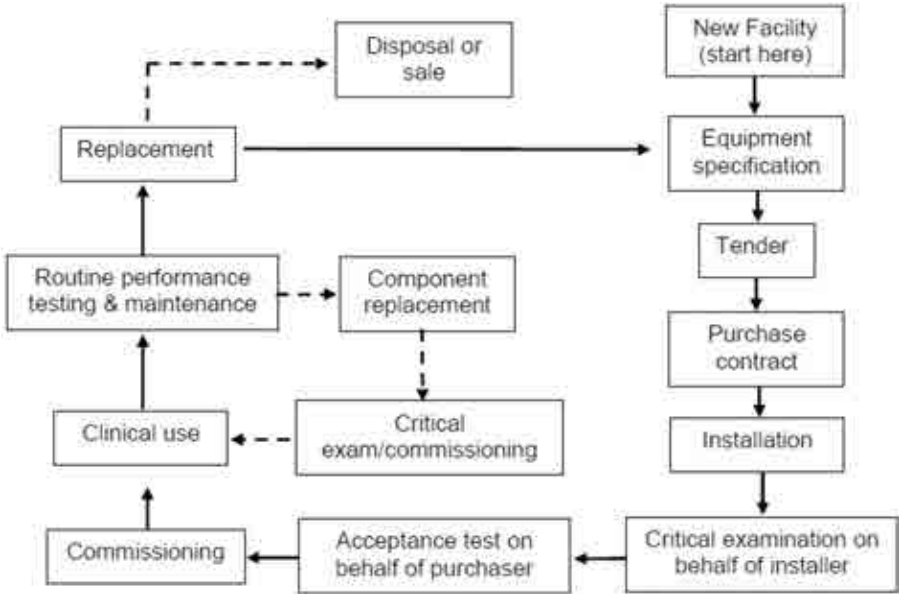 Disposal or
sale
New Facility
(start here)
Replacement
Equipment
specification
Tender
Routine performance
testing & maintenance
Component
replacement
Purchase
contract
Clinical use
Critical
exam/commissioning
Installation
Commissioning
Acceptance test on
behalf of purchaser
Critical examination on
behalf of installer